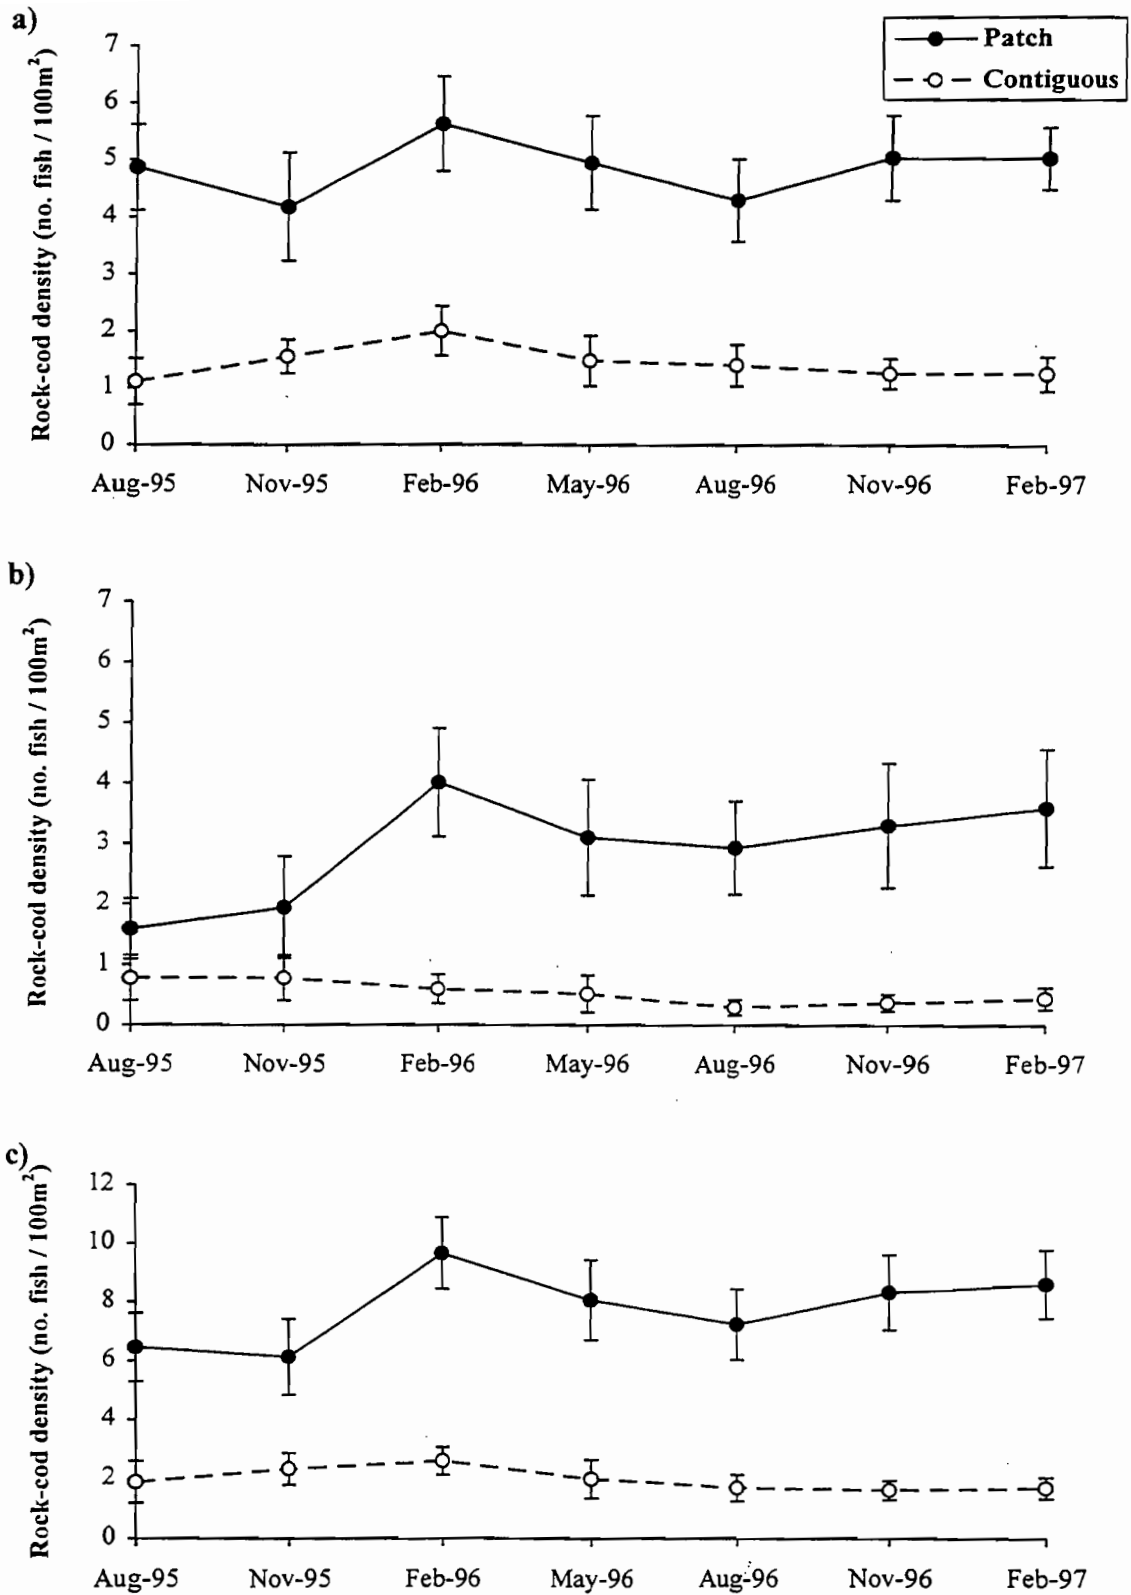 a)
Patch
Contiguous
Rock-cod density (no. fish / 100m²)
7
6
5
4
3
2
1
0
Aug-95 Nov-95 Feb-96 May-96 Aug-96 Nov-96 Feb-97
b)
Rock-cod density (no. fish / 100m²)
7
6
5
4
3
2
1
0
Aug-95 Nov-95 Feb-96 May-96 Aug-96 Nov-96 Feb-97
c)
Rock-cod density (no. fish / 100m²)
12
10
8
6
4
2
0
Aug-95 Nov-95 Feb-96 May-96 Aug-96 Nov-96 Feb-97